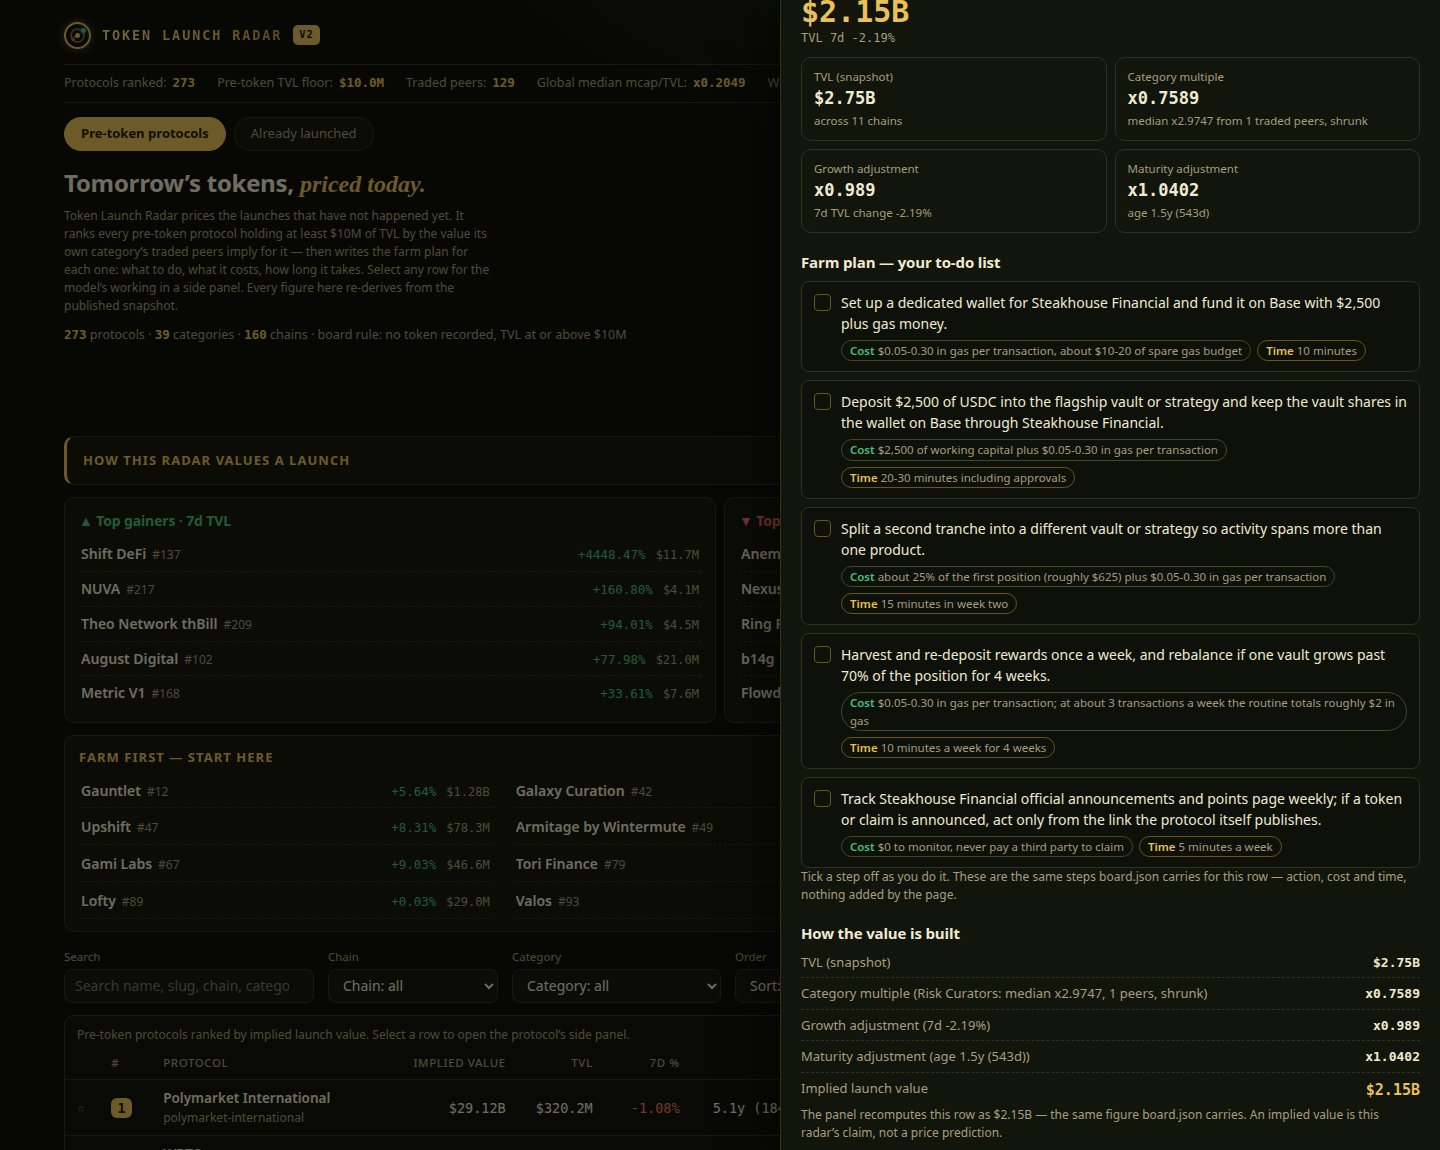 TOKEN LAUNCH RADAR V2
Protocols ranked: 273 Pre-token TVL floor: $10.0M Traded peers: 129 Global median mcap/TVL: x0.2049
Pre-token protocols Already launched
Tomorrow’s tokens, priced today.
Token Launch Radar prices the launches that have not happened yet. It
ranks every pre-token protocol holding at least $10M of TVL by the value its
own category’s traded peers imply for it — then writes the farm plan for
each one: what to do, what it costs, how long it takes. Select any row for the
model’s working in a side panel. Every figure here re-derives from the
published snapshot.
273 protocols · 39 categories · 160 chains · board rule: no token recorded, TVL at or above $10M
HOW THIS RADAR VALUES A LAUNCH
▲ Top gainers · 7d TVL
Shift DeFi #137 +4448.47% $11.7M
NUVA #217 +160.80% $4.1M
Theo Network thBill #209 +94.01% $4.5M
August Digital #102 +77.98% $21.0M
Metric V1 #168 +33.61% $7.6M
▼ Top
Anem
Nexus
Ring
b14g
Flowd
FARM FIRST — START HERE
Gauntlet #12 +5.64% $1.28B Galaxy Curation #42
Upshift #47 +8.31% $78.3M Armitage by Wintermute #49
Gami Labs #67 +9.03% $46.6M Tori Finance #79
Lofty #89 +0.03% $29.0M Valos #93
Search Chain Category Order
Search name, slug, chain, catego Chain: all Category: all Sort:
Pre-token protocols ranked by implied launch value. Select a row to open the protocol’s side panel.
# PROTOCOL IMPLIED VALUE TVL 7D %
☆ 1 Polymarket International $29.12B $320.2M -1.08% 5.1y (184
polymarket-international
$2.15B
TVL 7d -2.19%
TVL (snapshot)
$2.75B
across 11 chains
Category multiple
x0.7589
median x2.9747 from 1 traded peers, shrunk
Growth adjustment
x0.989
7d TVL change -2.19%
Maturity adjustment
x1.0402
age 1.5y (543d)
Farm plan — your to-do list
Set up a dedicated wallet for Steakhouse Financial and fund it on Base with $2,500
plus gas money.
Cost $0.05-0.30 in gas per transaction, about $10-20 of spare gas budget Time 10 minutes
Deposit $2,500 of USDC into the flagship vault or strategy and keep the vault shares in
the wallet on Base through Steakhouse Financial.
Cost $2,500 of working capital plus $0.05-0.30 in gas per transaction
Time 20-30 minutes including approvals
Split a second tranche into a different vault or strategy so activity spans more than
one product.
Cost about 25% of the first position (roughly $625) plus $0.05-0.30 in gas per transaction
Time 15 minutes in week two
Harvest and re-deposit rewards once a week, and rebalance if one vault grows past
70% of the position for 4 weeks.
Cost $0.05-0.30 in gas per transaction; at about 3 transactions a week the routine totals roughly $2 in
gas
Time 10 minutes a week for 4 weeks
Track Steakhouse Financial official announcements and points page weekly; if a token
or claim is announced, act only from the link the protocol itself publishes.
Cost $0 to monitor, never pay a third party to claim Time 5 minutes a week
Tick a step off as you do it. These are the same steps board.json carries for this row — action, cost and time,
nothing added by the page.
How the value is built
TVL (snapshot) $2.75B
Category multiple (Risk Curators: median x2.9747, 1 peers, shrunk) x0.7589
Growth adjustment (7d -2.19%) x0.989
Maturity adjustment (age 1.5y (543d)) x1.0402
Implied launch value $2.15B
The panel recomputes this row as $2.15B — the same figure board.json carries. An implied value is this
radar’s claim, not a price prediction.